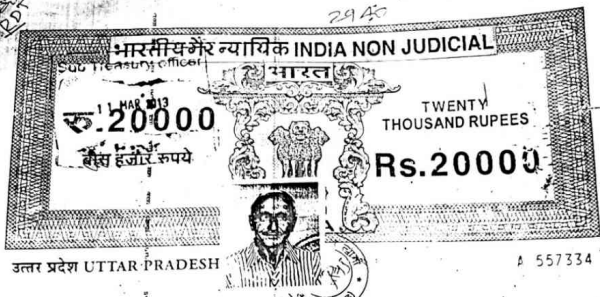 2940
भारतीय गैर न्यायिक INDIA NON JUDICIAL
Sub Treasury Officer
भारत
11 MAR 2013
रु.20000
बीस हजार रुपये
TWENTY
THOUSAND RUPEES
Rs.20000
उत्तर प्रदेश UTTAR PRADESH
A 557334